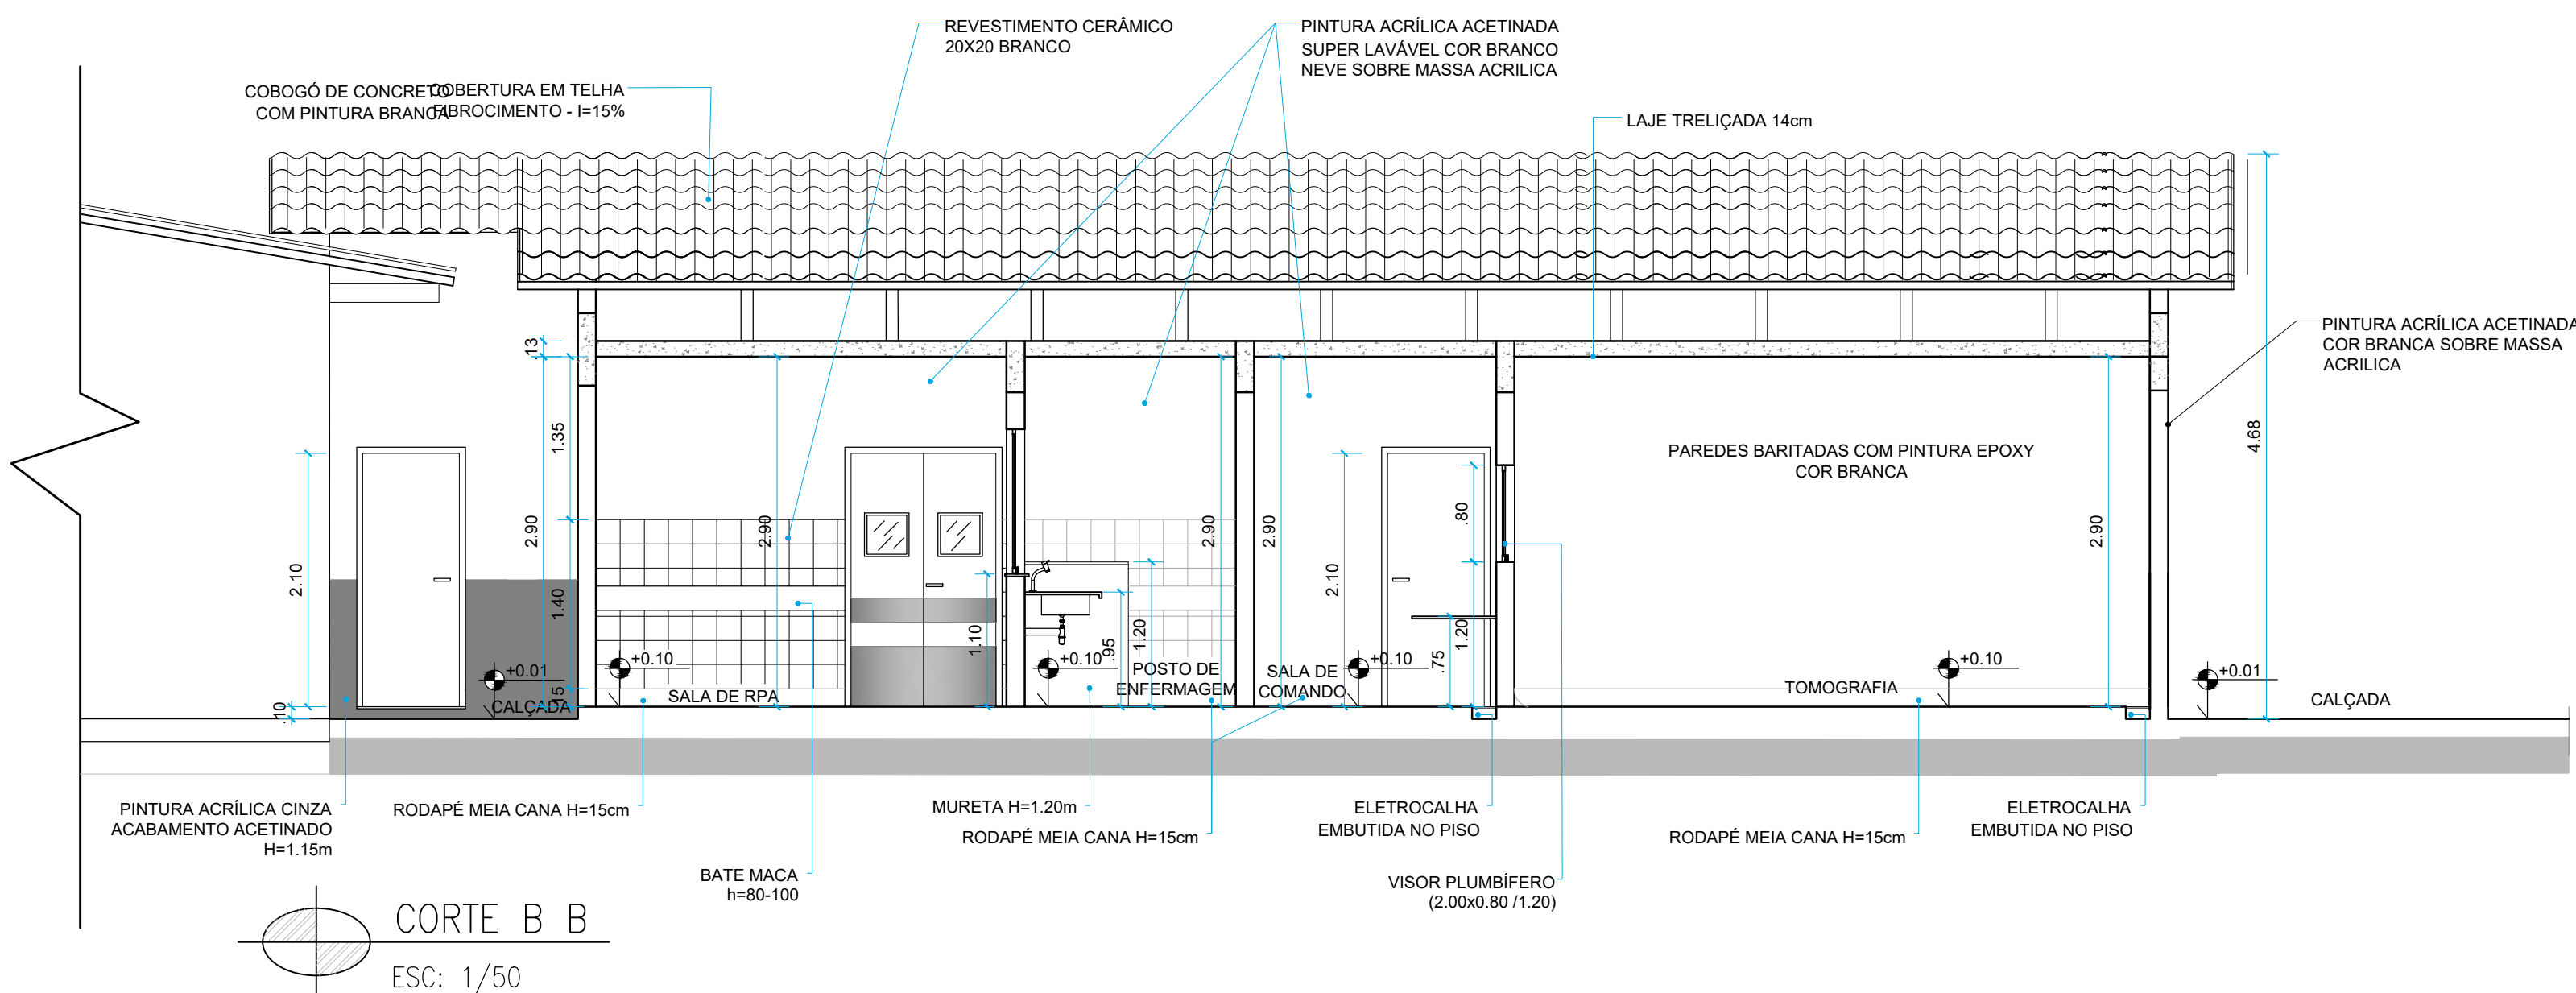 REVESTIMENTO CERÂMICO
20X20 BRANCO
PINTURA ACRÍLICA ACETINADA
SUPER LAVÁVEL COR BRANCO
NEVE SOBRE MASSA ACRILICA
COBOGÓ DE CONCRETO
COM PINTURA BRANCA
COBERTURA EM TELHA
FIBROCIMENTO - I=15%
LAJE TRELIÇADA 14cm
PINTURA ACRÍLICA ACETINADA
COR BRANCA SOBRE MASSA
ACRILICA
.13
1.35
2.90
2.90
2.90
2.90
2.90
4.68
PAREDES BARITADAS COM PINTURA EPOXY
COR BRANCA
.80
2.10
1.40
1.10
.95
1.20
2.10
.75
1.20
.15
.10
+0.01
+0.10
+0.10
+0.10
+0.10
+0.01
CALÇADA
SALA DE RPA
POSTO DE
ENFERMAGEM
SALA DE
COMANDO
TOMOGRAFIA
CALÇADA
PINTURA ACRÍLICA CINZA
ACABAMENTO ACETINADO
H=1.15m
RODAPÉ MEIA CANA H=15cm
BATE MACA
h=80-100
MURETA H=1.20m
RODAPÉ MEIA CANA H=15cm
ELETROCALHA
EMBUTIDA NO PISO
VISOR PLUMBÍFERO
(2.00x0.80 /1.20)
RODAPÉ MEIA CANA H=15cm
ELETROCALHA
EMBUTIDA NO PISO
CORTE B B
ESC: 1/50